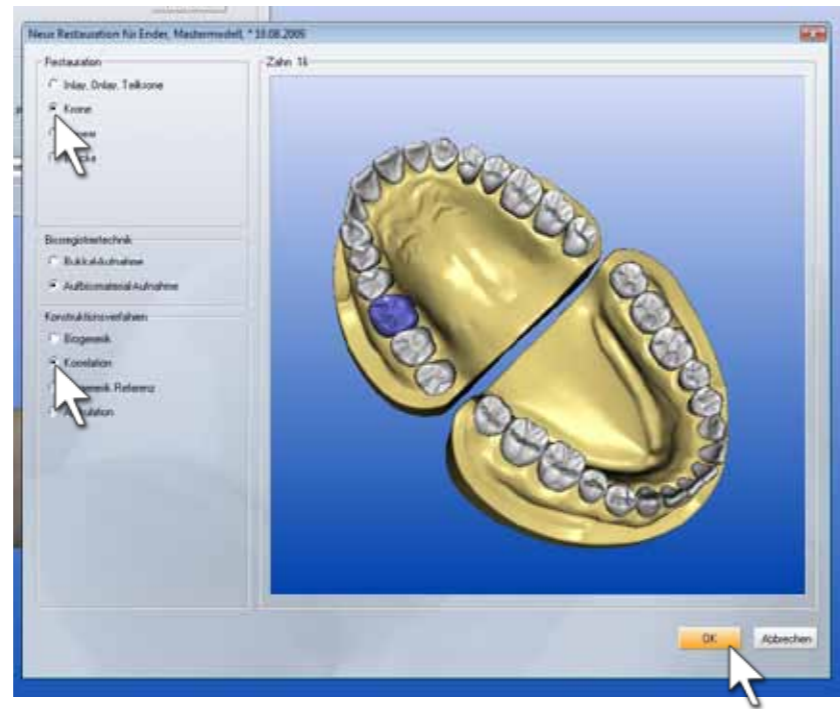 Neue Restauration für Ender, Mastermodell, * 10.08.2009
Restauration
Inlay, Onlay, Teilkrone
Krone
Bissregistriertechnik
Bukkal-Aufnahme
Aufbissmaterial-Aufnahme
Konstruktionsverfahren
Biogenerik
Korrelation
Referenz
Zahn 16
OK
Abbrechen